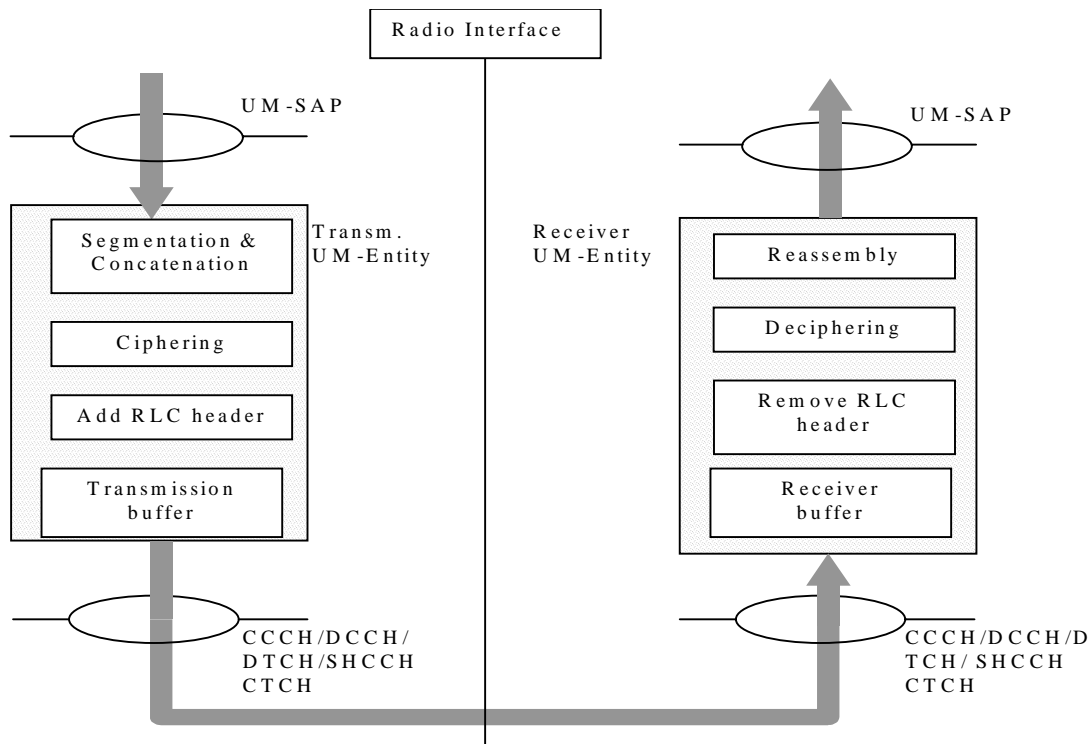 Radio Interface
UM-SAP
UM-SAP
Segmentation &
Concatenation
Transm.
UM-Entity
Receiver
UM-Entity
Reassembly
Ciphering
Deciphering
Add RLC header
Remove RLC
header
Transmission
buffer
Receiver
buffer
CCCH/DCCH/
DTCH/SHCCH
CTCH
CCCH/DCCH/D
TCH/ SHCCH
CTCH